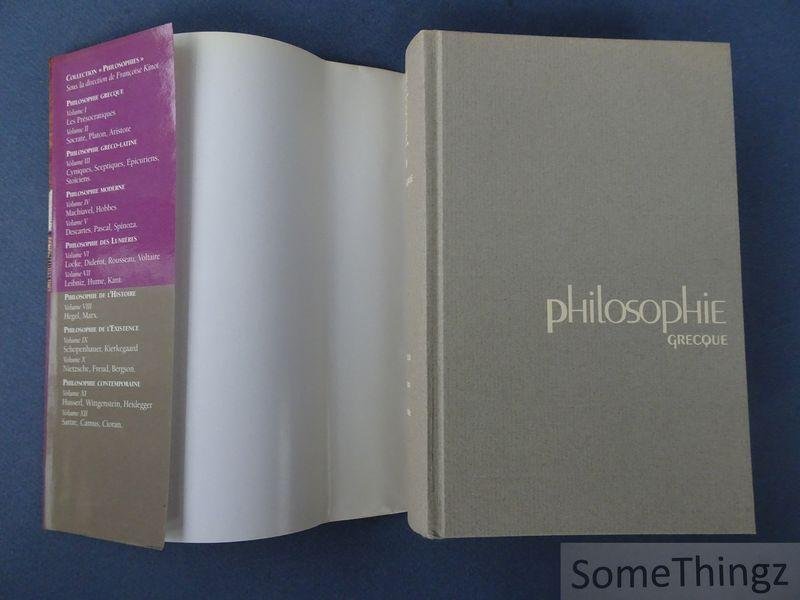 Collection « Philosophies »
Sous la direction de Françoise Kinot
Philosophie grecque
Volume I
Les Présocratiques
Volume II
Socrate, Platon, Aristote
Philosophie gréco-latine
Volume III
Cyniques, Sceptiques, Epicuriens,
Stoïciens.
Philosophie moderne
Volume IV
Machiavel, Hobbes
Volume V
Descartes, Pascal, Spinoza.
Philosophie des Lumières
Volume VI
Locke, Diderot, Rousseau, Voltaire
Volume VII
Leibniz, Hume, Kant.
Philosophie de l'Histoire
Volume VIII
Hegel, Marx.
Philosophie de l'Existence
Volume IX
Schopenhauer, Kierkegaard
Volume X
Nietzsche, Freud, Bergson.
Philosophie contemporaine
Volume XI
Husserl, Wittgenstein, Heidegger
Volume XII
Sartre, Camus, Cioran.
philosophie
grecque
SomeThingz